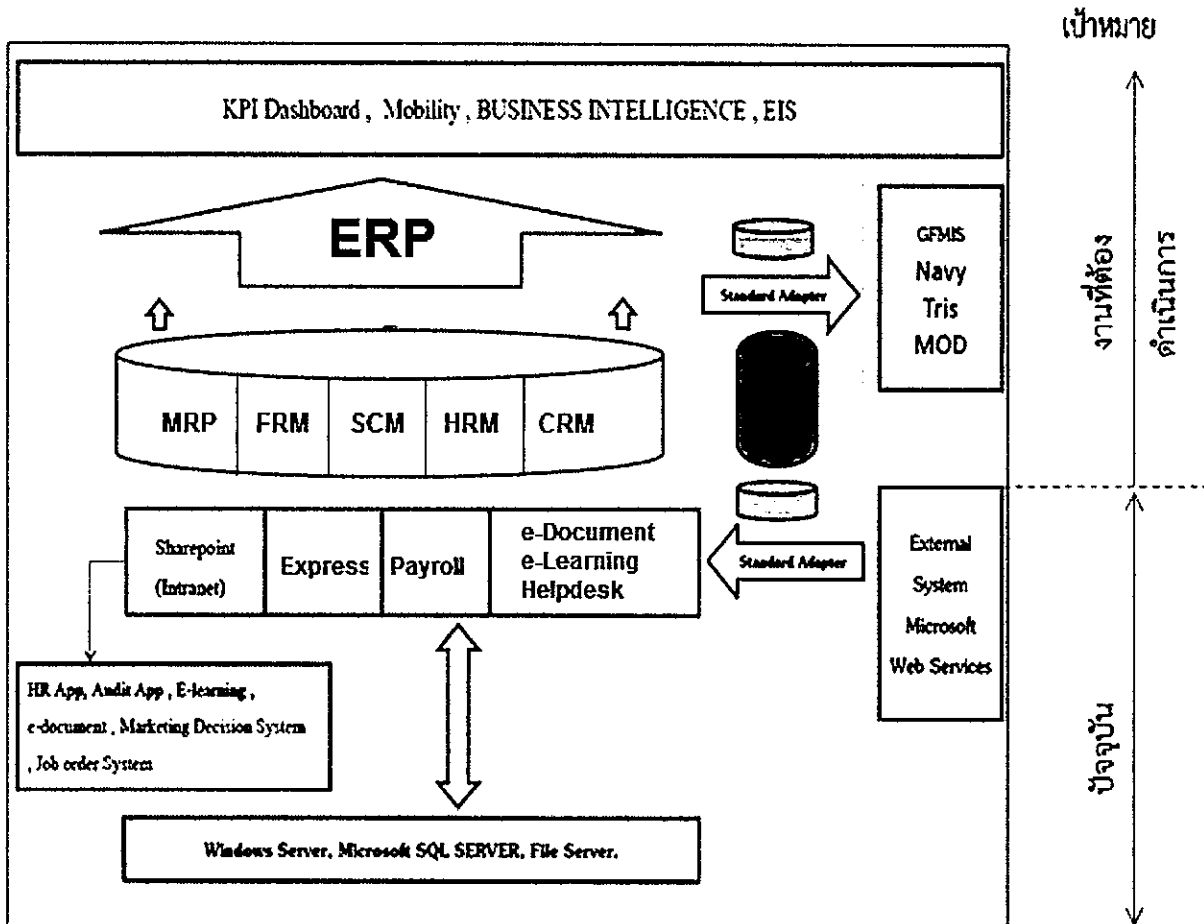 เป้าหมาย
KPI Dashboard , Mobility , BUSINESS INTELLIGENCE , EIS
ERP
Standard Adapter
GFMIS
Navy
Tris
MOD
งานที่ต้อง
ดำเนินการ
MRP
FRM
SCM
HRM
CRM
Sharepoint
(Intranet)
Express
Payroll
e-Document
e-Learning
Helpdesk
Standard Adapter
External
System
Microsoft
Web Services
ปัจจุบัน
HR App, Audit App , E-learning ,
e-document , Marketing Decision System
, Job order System
Windows Server, Microsoft SQL SERVER, File Server.